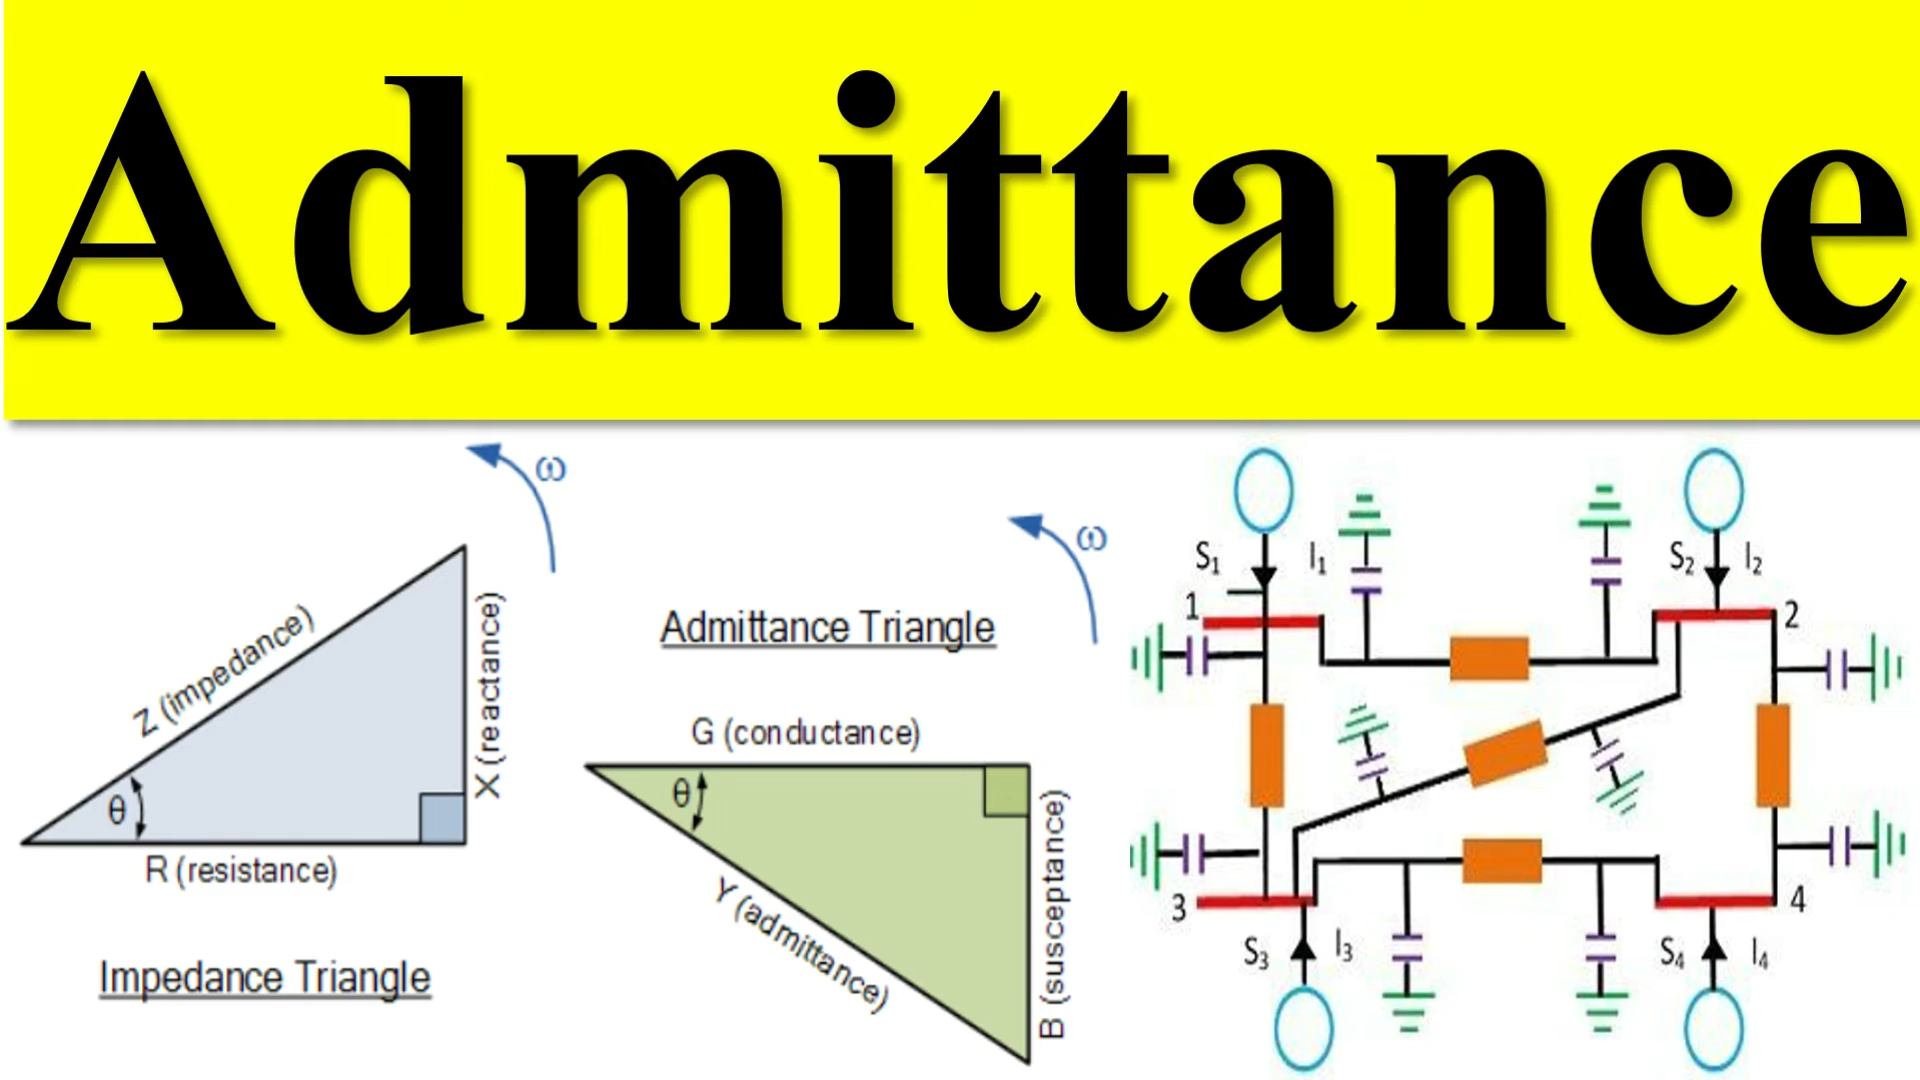 Admittance
ω
Z (impedance)
X (reactance)
θ
R (resistance)
Impedance Triangle
ω
Admittance Triangle
G (conductance)
θ
Y (admittance)
B (susceptance)
S₁ I₁
S₂ I₂
1
2
3
4
S₃ I₃
S₄ I₄